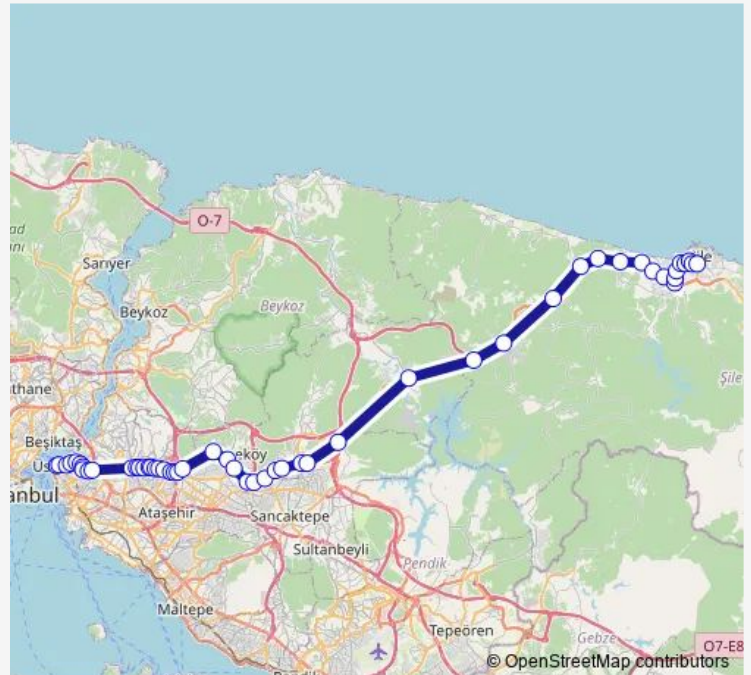 O-7
Sarıyer
Beykoz
Beykoz
Şile
Beşiktaş
Ataşehir
Sancaktepe
Sultanbeyli
Pendik
Maltepe
Tepeören
Gebze
O7-E8
© OpenStreetMap contributors